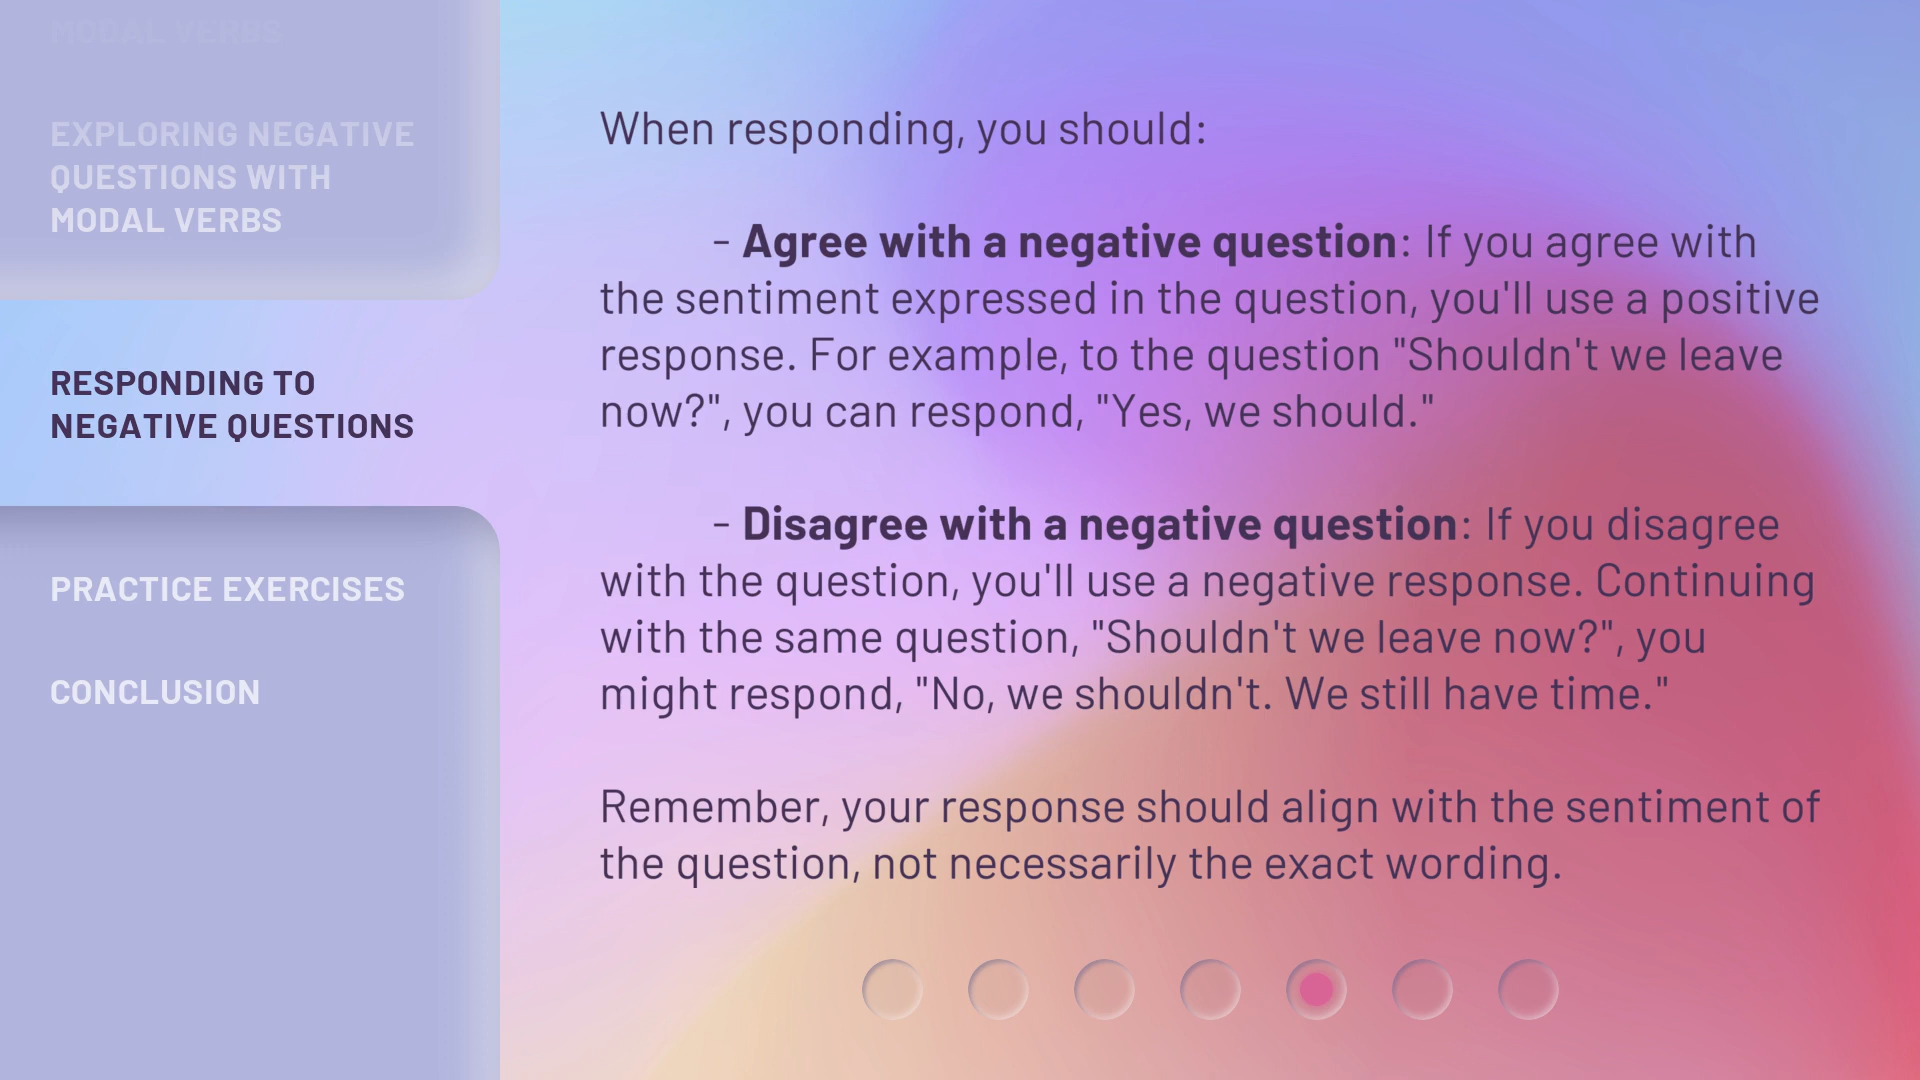 MODAL VERBS
EXPLORING NEGATIVE
QUESTIONS WITH
MODAL VERBS
RESPONDING TO
NEGATIVE QUESTIONS
PRACTICE EXERCISES
CONCLUSION
When responding, you should:
- Agree with a negative question: If you agree with
the sentiment expressed in the question, you'll use a positive
response. For example, to the question "Shouldn't we leave
now?", you can respond, "Yes, we should."
- Disagree with a negative question: If you disagree
with the question, you'll use a negative response. Continuing
with the same question, "Shouldn't we leave now?", you
might respond, "No, we shouldn't. We still have time."
Remember, your response should align with the sentiment of
the question, not necessarily the exact wording.